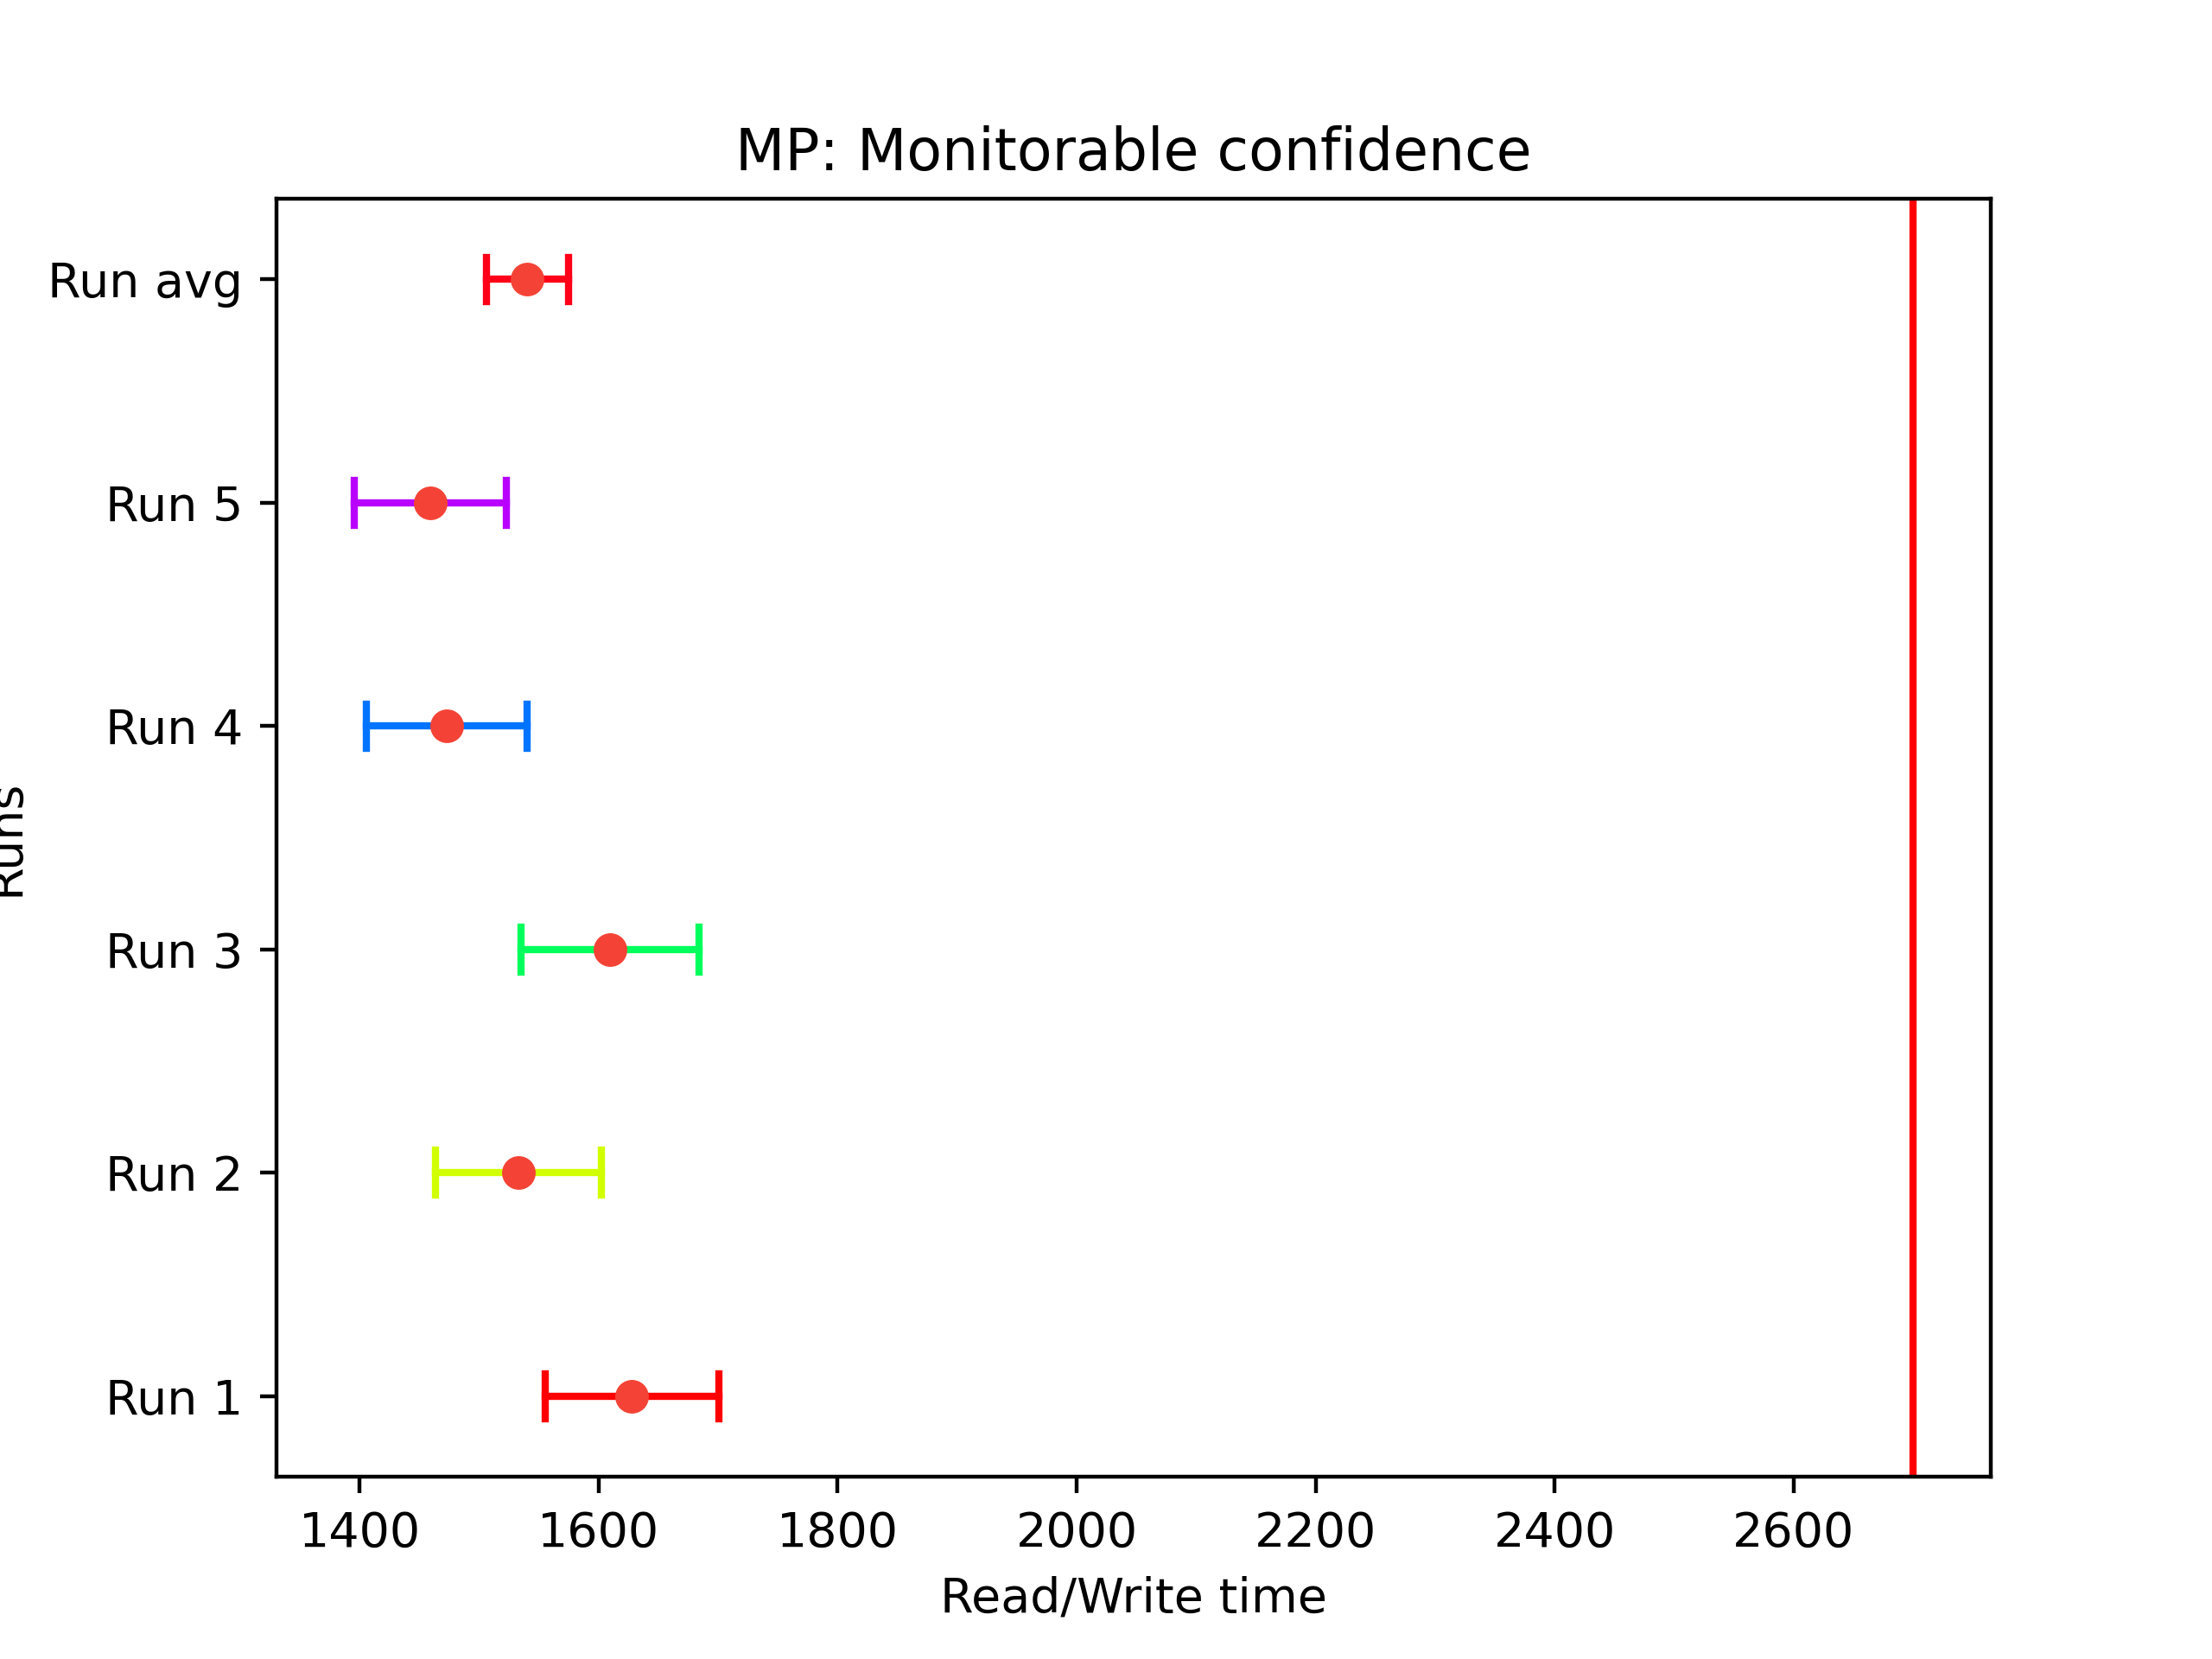 MP: Monitorable confidence
Run avg
Run 5
Run 4
Runs
Run 3
Run 2
Run 1
1400 1600 1800 2000 2200 2400 2600
Read/Write time